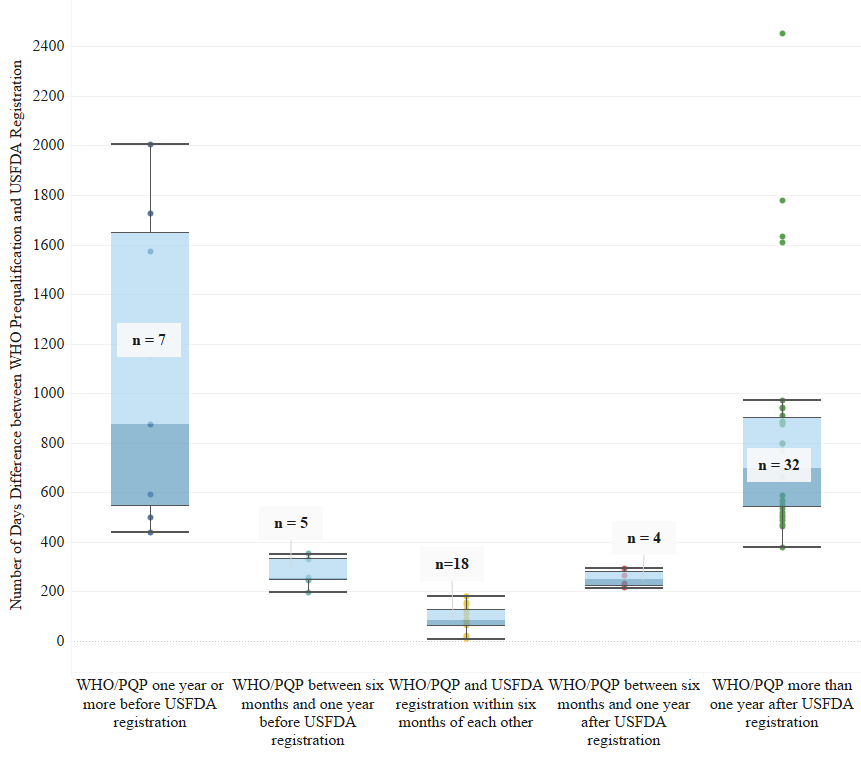 Number of Days Difference between WHO Prequalification and USFDA Registration
2400
2200
2000
1800
1600
1400
1200
1000
800
600
400
200
0
n = 7
n = 5
n=18
n = 4
n = 32
WHO/PQP one year or
more before USFDA
registration
WHO/PQP between six
months and one year
before USFDA
registration
WHO/PQP and USFDA
registration within six
months of each other
WHO/PQP between six
months and one year
after USFDA
registration
WHO/PQP more than
one year after USFDA
registration